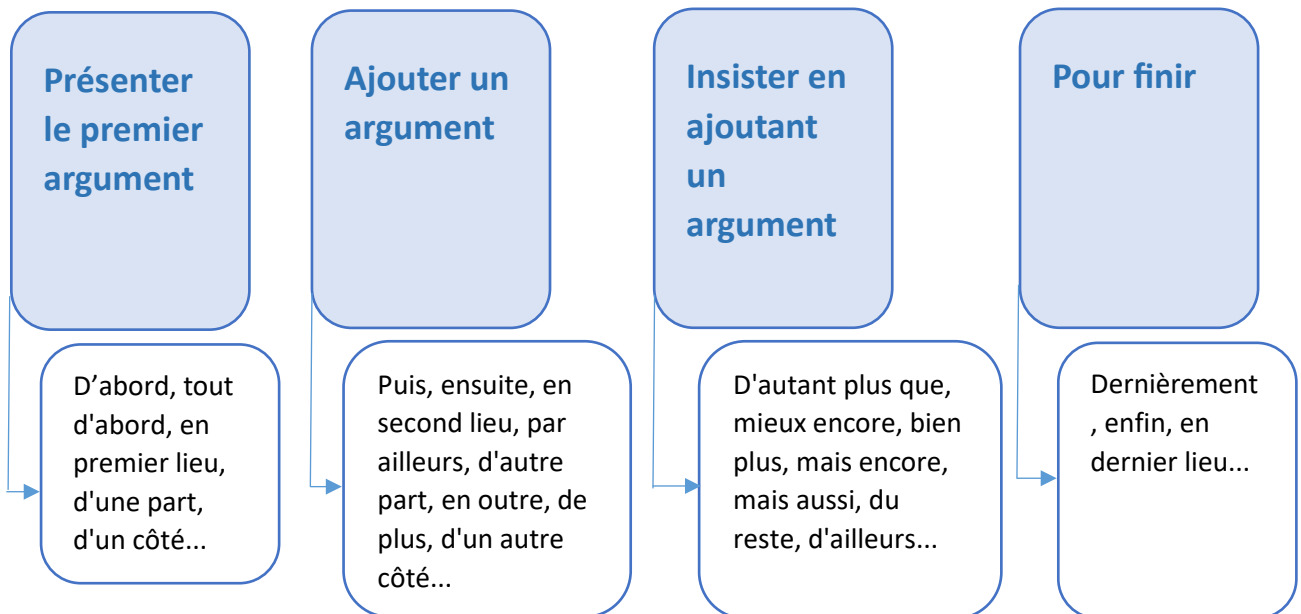 Présenter
le premier
argument
D’abord, tout
d'abord, en
premier lieu,
d'une part,
d'un côté...
Ajouter un
argument
Puis, ensuite, en
second lieu, par
ailleurs, d'autre
part, en outre, de
plus, d'un autre
côté...
Insister en
ajoutant
un
argument
D'autant plus que,
mieux encore, bien
plus, mais encore,
mais aussi, du
reste, d'ailleurs...
Pour finir
Dernièrement
, enfin, en
dernier lieu...